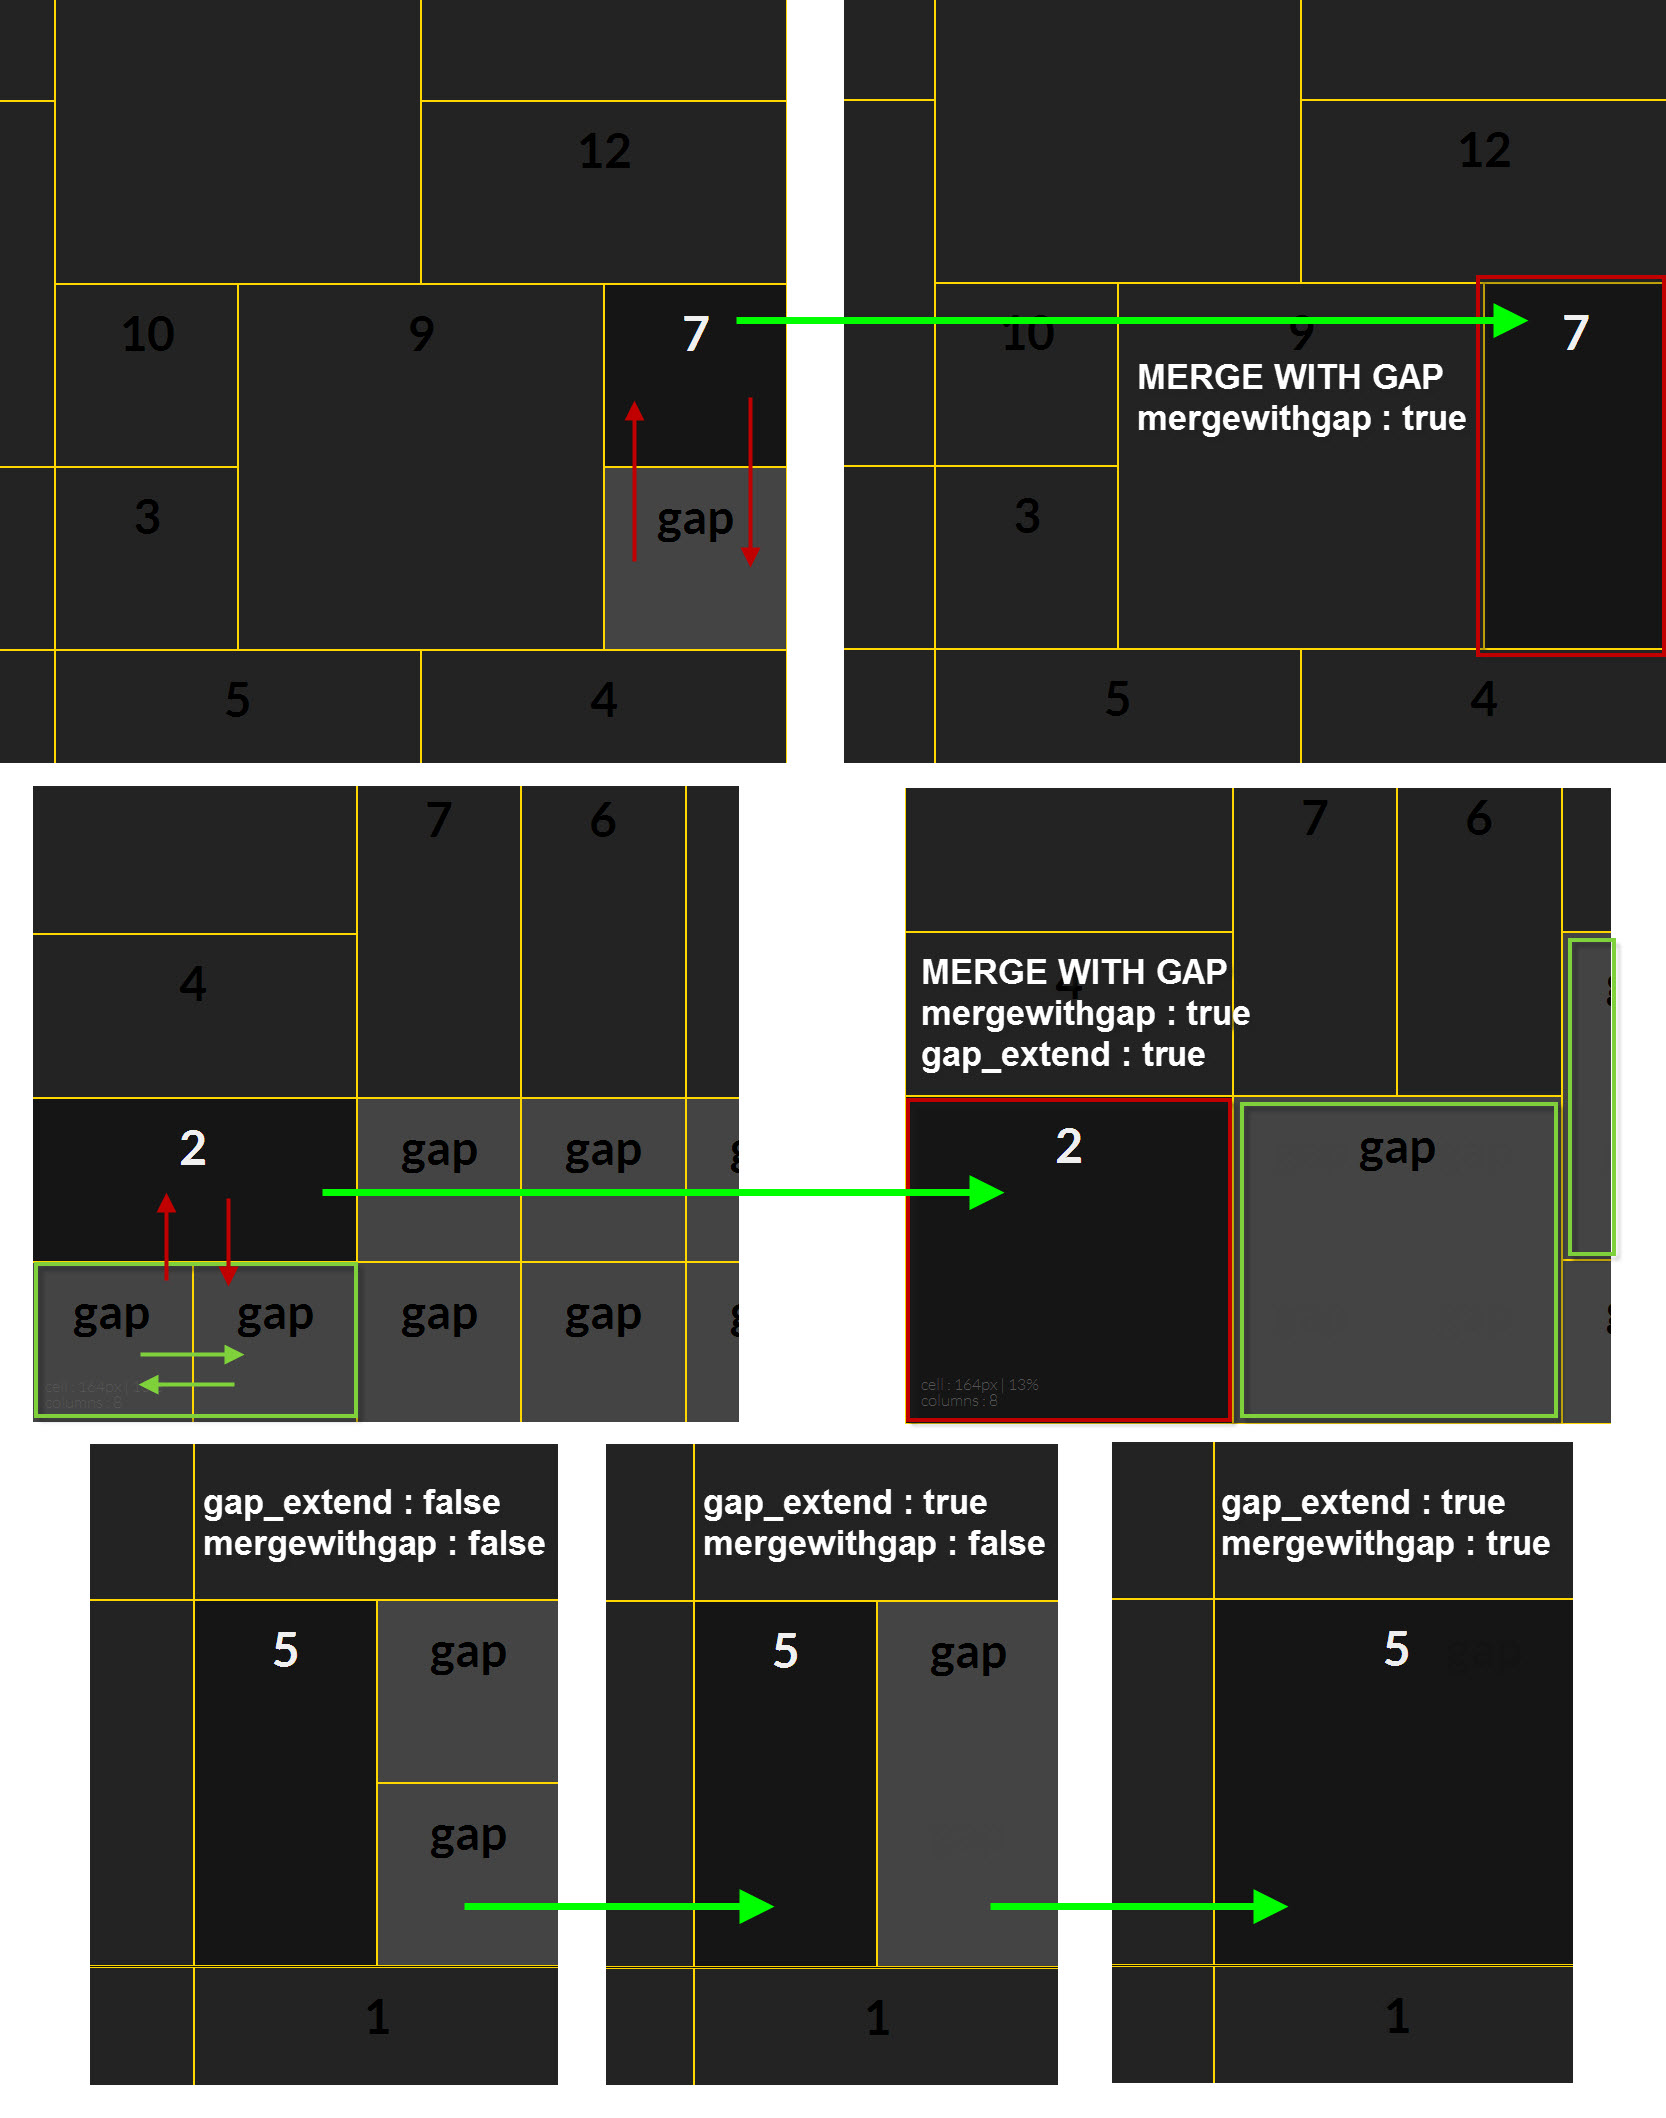 12
10
9
7
3
gap
5
4
12
10
9
7
MERGE WITH GAP
mergewithgap : true
3
5
4
7
6
4
2
gap
gap
gap
gap
gap
gap
cell : 164px |
columns : 8
7
6
4
MERGE WITH GAP
mergewithgap : true
gap_extend : true
2
gap
cell : 164px | 13%
columns : 8
gap_extend : false
mergewithgap : false
5
gap
gap
1
gap_extend : true
mergewithgap : false
5
gap
gap
1
gap_extend : true
mergewithgap : true
5
gap
1